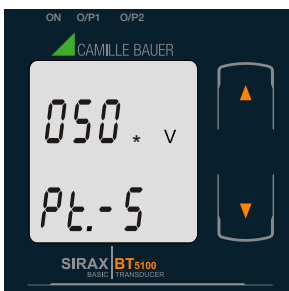 ON O/P1 O/P2
CAMILLE BAUER
050.* V
Pt.-S
SIRAX BT5100
BASIC TRANSDUCER